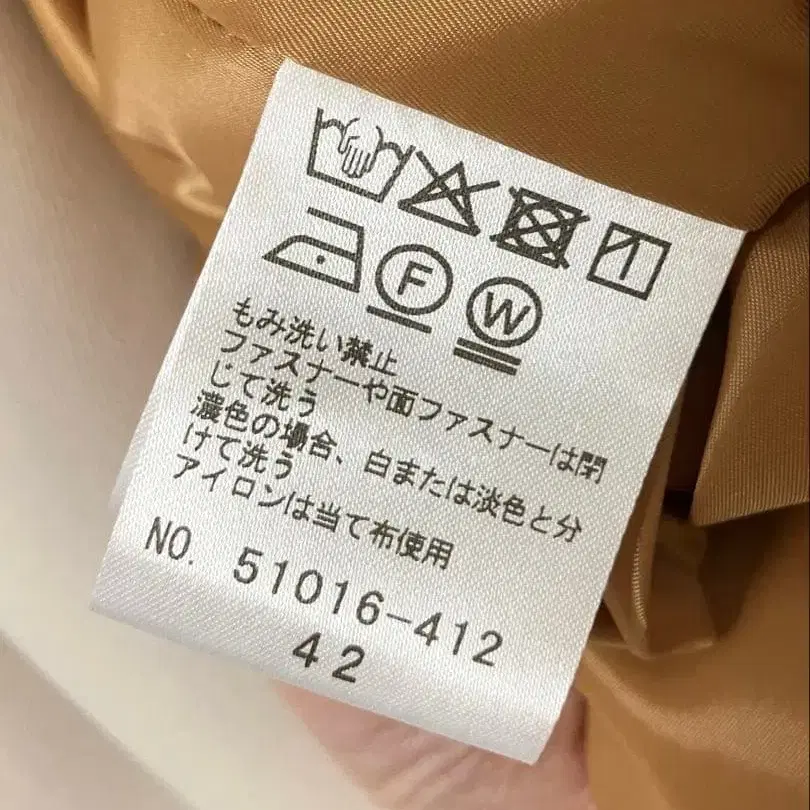 F W
もみ洗い禁止
ファスナーや面ファスナーは閉
じて洗う
濃色の場合、白または淡色と分
けて洗う
アイロンは当て布使用
NO. 51016-412
42